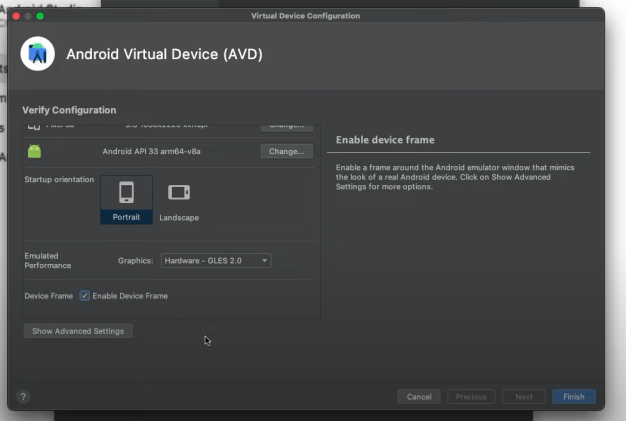 Virtual Device Configuration
Android Virtual Device (AVD)
Verify Configuration
Android API 33 arm64-v8a
Change...
Startup orientation
Portrait
Landscape
Emulated
Performance
Graphics:
Hardware - GLES 2.0
Device Frame
Enable Device Frame
Show Advanced Settings
Enable device frame
Enable a frame around the Android emulator window that mimics
the look of a real Android device. Click on Show Advanced
Settings for more options.
?
Cancel
Previous
Next
Finish